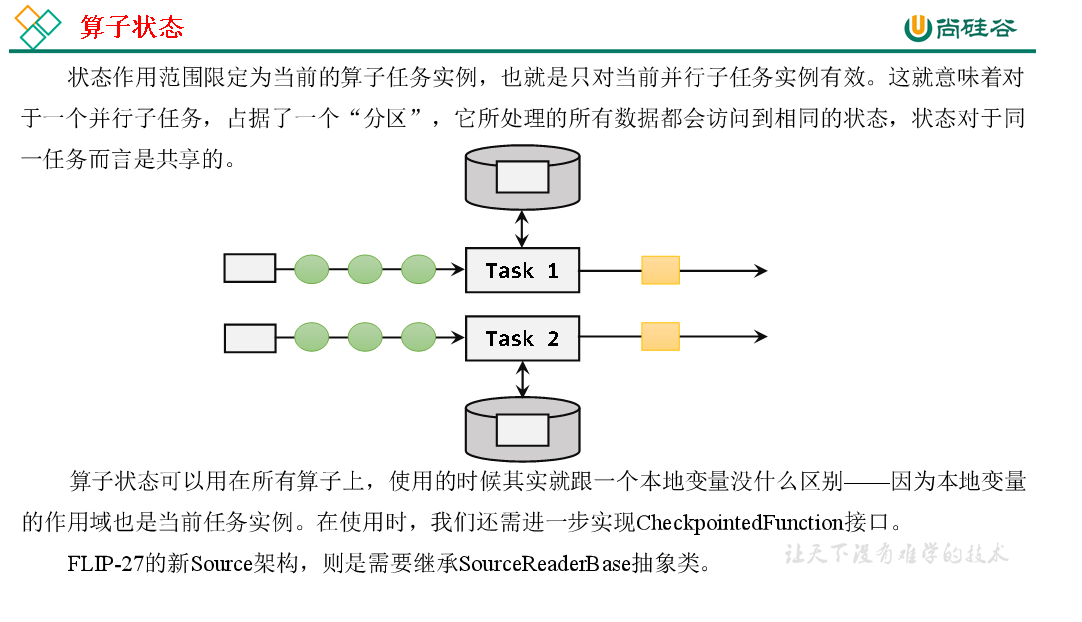 算子状态
尚硅谷
状态作用范围限定为当前的算子任务实例，也就是只对当前并行子任务实例有效。这就意味着对
于一个并行子任务，占据了一个“分区”，它所处理的所有数据都会访问到相同的状态，状态对于同
一任务而言是共享的。
Task 1
Task 2
算子状态可以用在所有算子上，使用的时候其实就跟一个本地变量没什么区别——因为本地变量
的作用域也是当前任务实例。在使用时，我们还需进一步实现CheckpointedFunction接口。
让天下没有难学的技术
FLIP-27的新Source架构，则是需要继承SourceReaderBase抽象类。